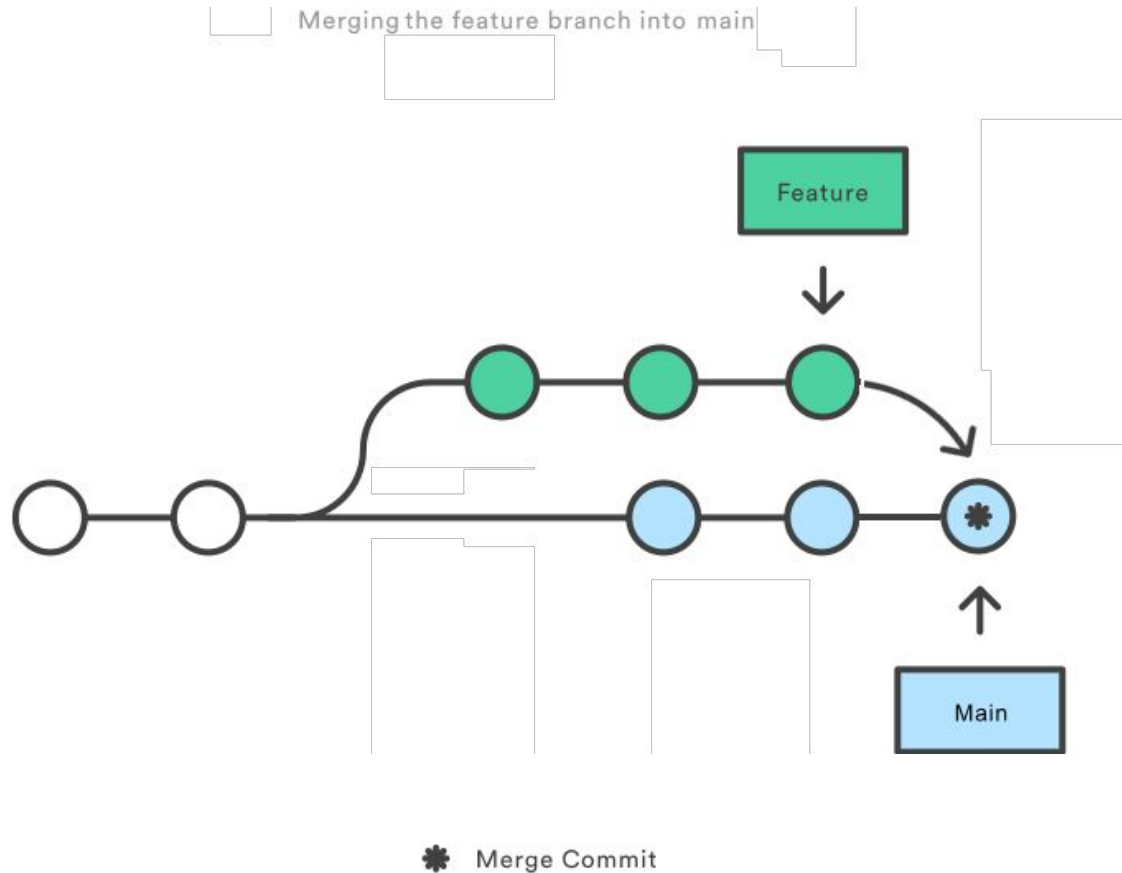 Merging the feature branch into main
Feature
Main
Merge Commit